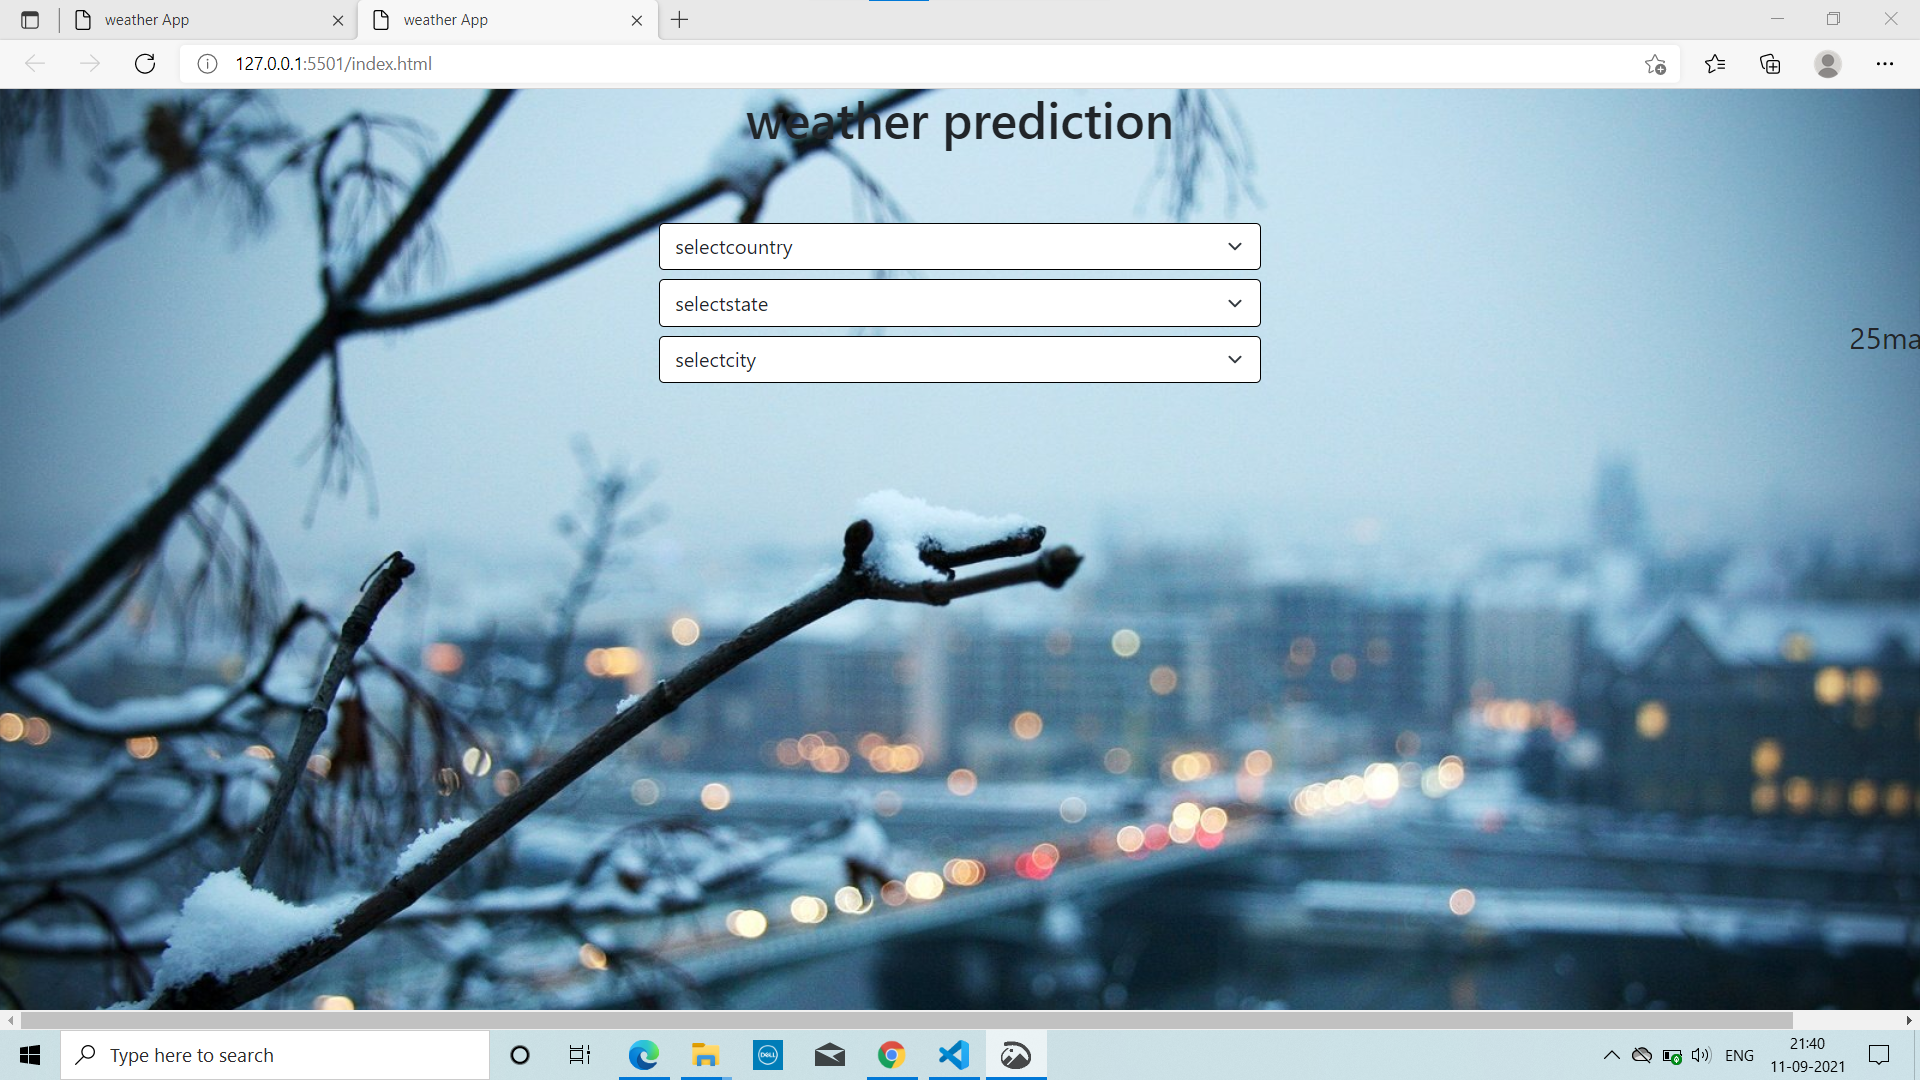 weather App
weather App
127.0.0.1:5501/index.html
weather prediction
selectcountry
selectstate
25ma
selectcity
Type here to search
DELL
ENG
21:40
11-09-2021